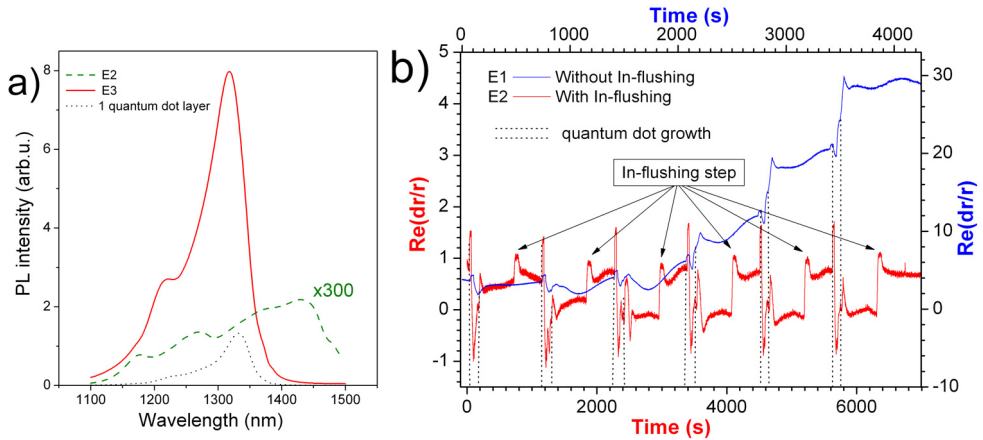 a)
E2
E3
1 quantum dot layer
x300
PL intensity (arb.u.)
8
6
4
2
0
1100 1200 1300 1400 1500
Wavelength (nm)
b)
Time (s)
0 1000 2000 3000 4000
E1 Without In-flushing
E2 With In-flushing
quantum dot growth
In-flushing step
Re(dr/r)
5
4
3
2
1
0
-1
30
20
10
0
-10
Re(dr/r)
0 2000 4000 6000
Time (s)